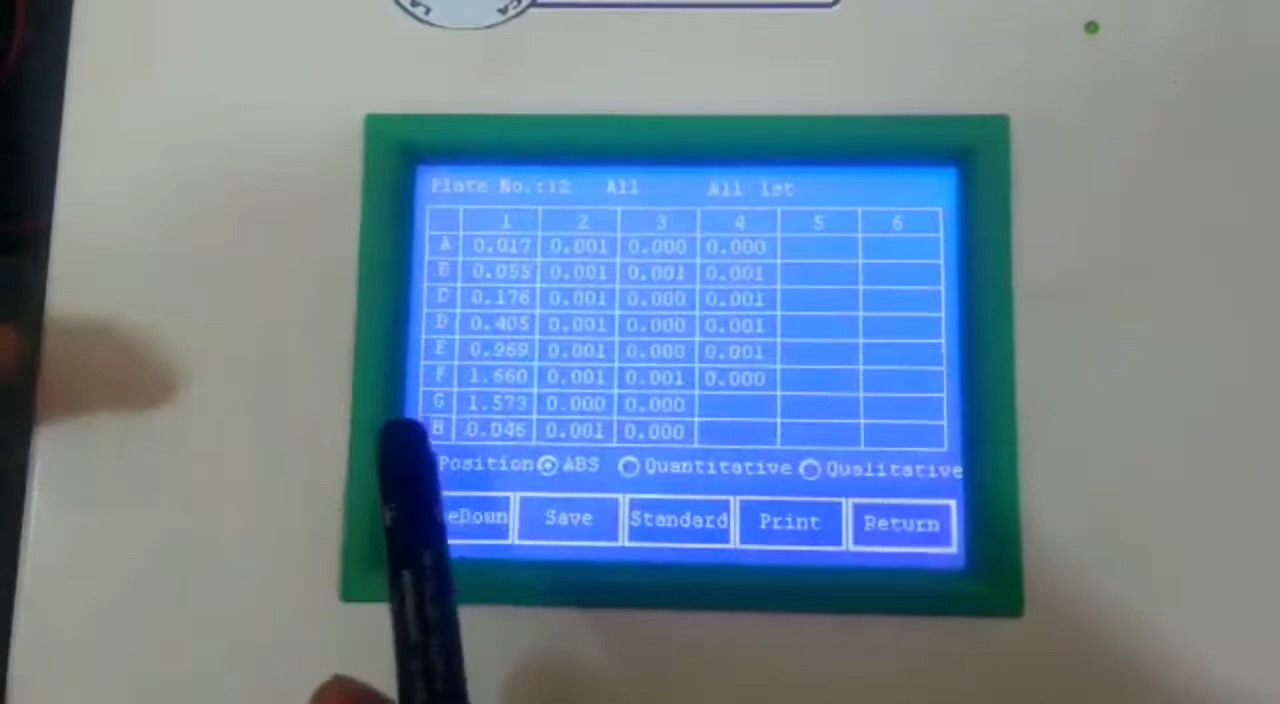 Plate No.:12 All All 1st
1 2 3 4 5 6
A 0.017 0.001 0.000 0.000
B 0.055 0.001 0.001 0.001
C 0.176 0.001 0.000 0.001
D 0.405 0.001 0.000 0.001
E 0.969 0.001 0.000 0.001
F 1.660 0.001 0.001 0.000
G 1.573 0.000 0.000
H 0.046 0.001 0.000
Position ABS Quantitative Qualitative
eDoun Save Standard Print Return